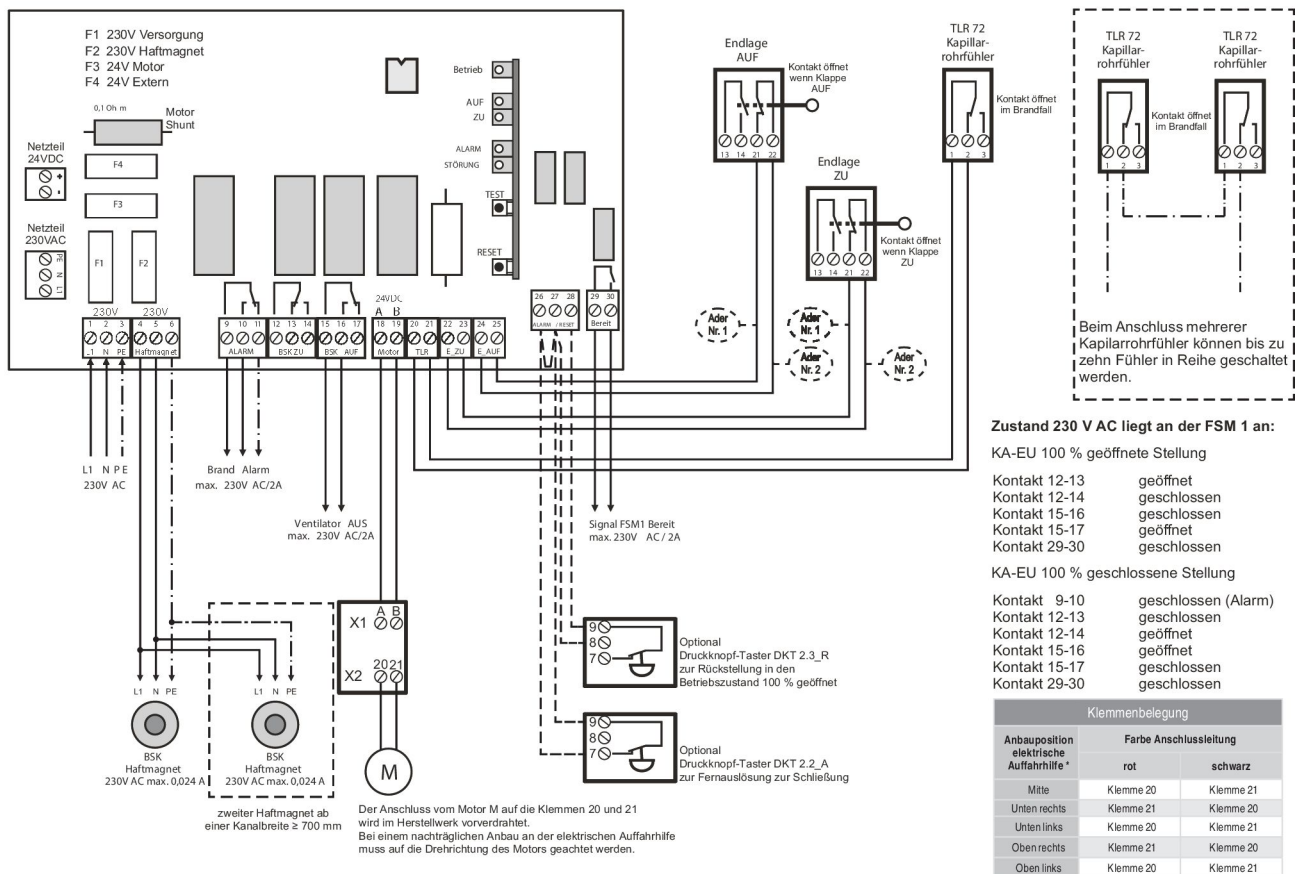 F1 230V Versorgung
F2 230V Haftmagnet
F3 24V Motor
F4 24V Extern
0,1 Oh m
Motor
Shunt
Netzteil
24VDC
+
-
F4
F3
Netzteil
230VAC
PE
N
L1
F1
F2
Betrieb
AUF
ZU
ALARM
STÖRUNG
TEST
RESET
230V
230V
24VDC
A B
1 2 3 4 5 6
L1 N PE Haftmagnet
9 10 11 12 13 14 15 16 17 18 19 20 21 22 23 24 25
ALARM BSK ZU BSK AUF Motor TLR E_ZU E_AUF
26 27 28
ALARM / RESET
29 30
Bereit
L1 N PE
230V AC
Brand Alarm
max. 230V AC/2A
Ventilator AUS
max. 230V AC/2A
Signal FSM1 Bereit
max. 230V AC / 2A
Endlage
AUF
Kontakt öffnet
wenn Klappe
AUF
13 14 21 22
Endlage
ZU
Kontakt öffnet
wenn Klappe
ZU
13 14 21 22
Ader
Nr. 1
Ader
Nr. 1
Ader
Nr. 2
Ader
Nr. 2
TLR 72
Kapillar-
rohrfühler
Kontakt öffnet
im Brandfall
1 2 3
TLR 72
Kapillar-
rohrfühler
TLR 72
Kapillar-
rohrfühler
Kontakt öffnet
im Brandfall
1 2 3
1 2 3
Beim Anschluss mehrerer
Kapilarrohrfühler können bis zu
zehn Fühler in Reihe geschaltet
werden.
L1 N PE
BSK
Haftmagnet
230V AC max. 0,024 A
L1 N PE
BSK
Haftmagnet
230V AC max. 0,024 A
zweiter Haftmagnet ab
einer Kanalbreite ≥ 700 mm
A B
X1
20 21
X2
M
Der Anschluss vom Motor M auf die Klemmen 20 und 21
wird im Herstellwerk vorverdrahtet.
Bei einem nachträglichen Anbau an der elektrischen Auffahrhilfe
muss auf die Drehrichtung des Motors geachtet werden.
9
8
7
Optional
Druckknopf-Taster DKT 2.3_R
zur Rückstellung in den
Betriebszustand 100 % geöffnet
9
8
7
Optional
Druckknopf-Taster DKT 2.2_A
zur Fernauslösung zur Schließung
Zustand 230 V AC liegt an der FSM 1 an:
KA-EU 100 % geöffnete Stellung
Kontakt 12-13 geöffnet
Kontakt 12-14 geschlossen
Kontakt 15-16 geschlossen
Kontakt 15-17 geöffnet
Kontakt 29-30 geschlossen
KA-EU 100 % geschlossene Stellung
Kontakt 9-10 geschlossen (Alarm)
Kontakt 12-13 geschlossen
Kontakt 12-14 geöffnet
Kontakt 15-16 geöffnet
Kontakt 15-17 geschlossen
Kontakt 29-30 geschlossen
Klemmenbelegung
Anbauposition
elektrische
Auffahrhilfe *
Farbe Anschlussleitung
rot schwarz
Mitte Klemme 20 Klemme 21
Unten rechts Klemme 21 Klemme 20
Unten links Klemme 20 Klemme 21
Oben rechts Klemme 21 Klemme 20
Oben links Klemme 20 Klemme 21